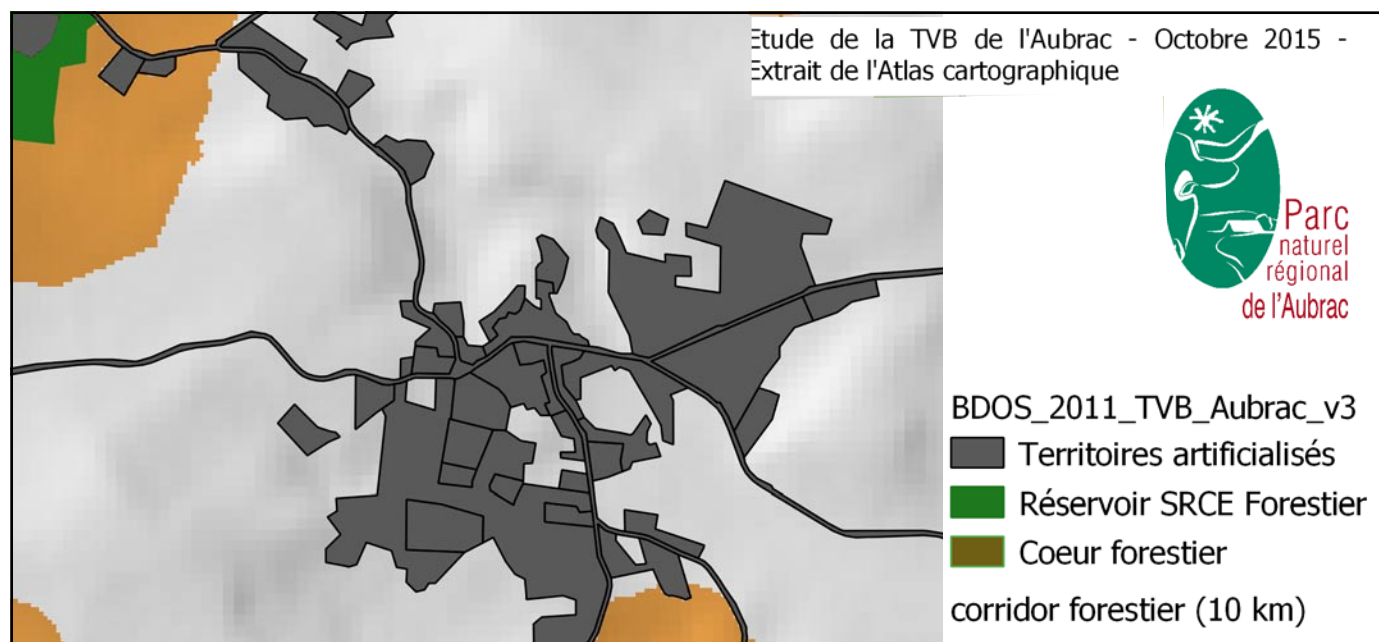 Etude de la TVB de l'Aubrac - Octobre 2015 -
Extrait de l'Atlas cartographique
Parc
naturel
régional
de l'Aubrac
BDOS_2011_TVB_Aubrac_v3
Territoires artificialisés
Réservoir SRCE Forestier
Coeur forestier
corridor forestier (10 km)